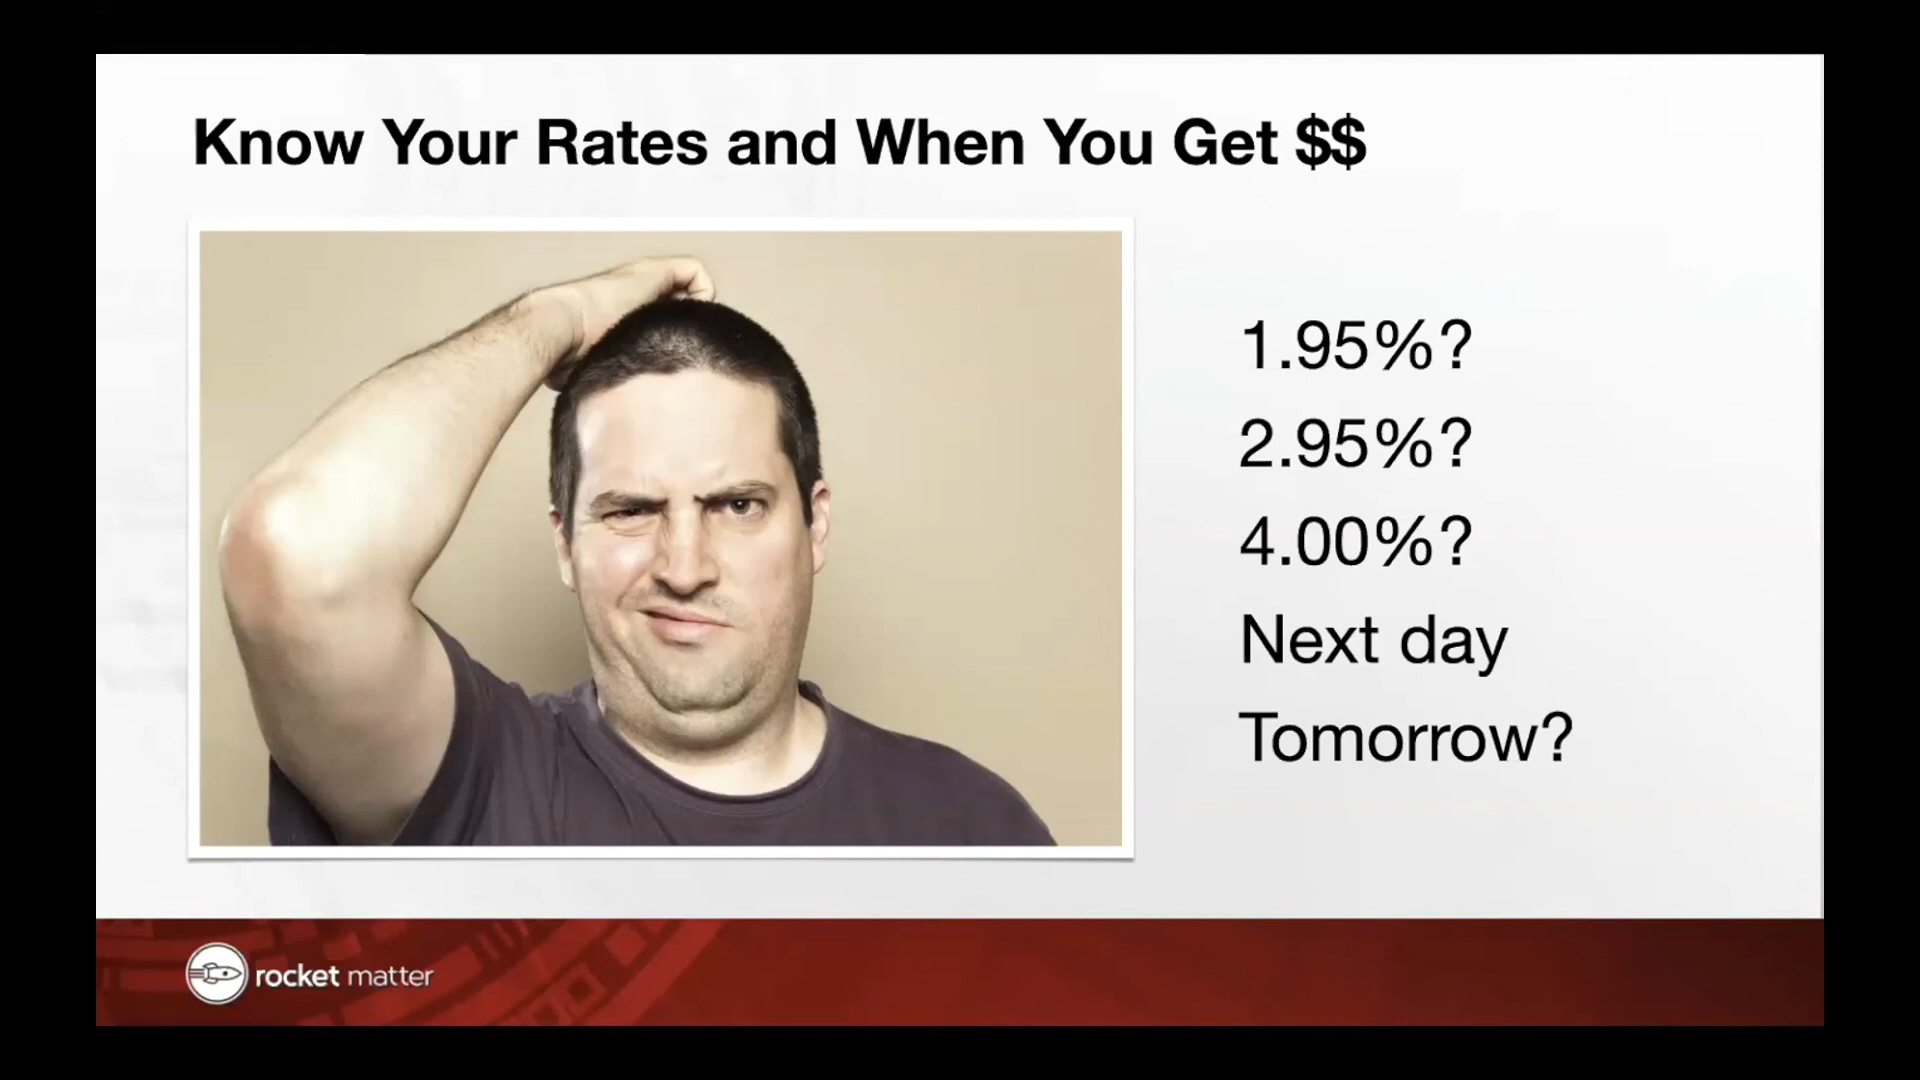 Know Your Rates and When You Get $$
1.95%?
2.95%?
4.00%?
Next day
Tomorrow?
rocket matter